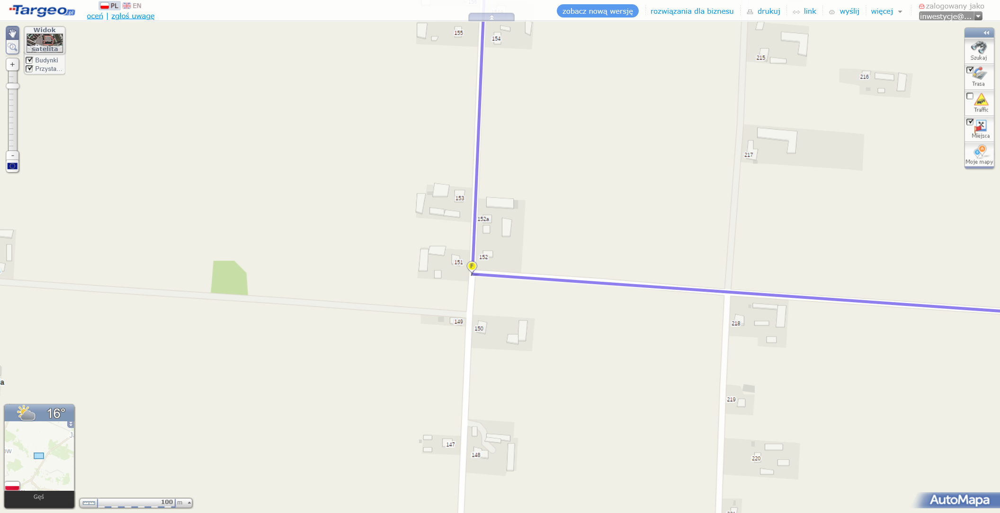 Targeo.pl
PL EN
oceń | zgłoś uwagę
zobacz nową wersję
rozwiązania dla biznesu
drukuj
link
wyślij
więcej
zalogowany jako
inwestycje@...
Widok
satelita
Budynki
Przysta...
+
-
Szukaj
Trasa
Traffic
Miejsca
Moje mapy
155
154
215
216
217
153
152a
151
152
F
149
150
218
219
147
148
220
a
16°
J
ow
Gęś
100 m
AutoMapa